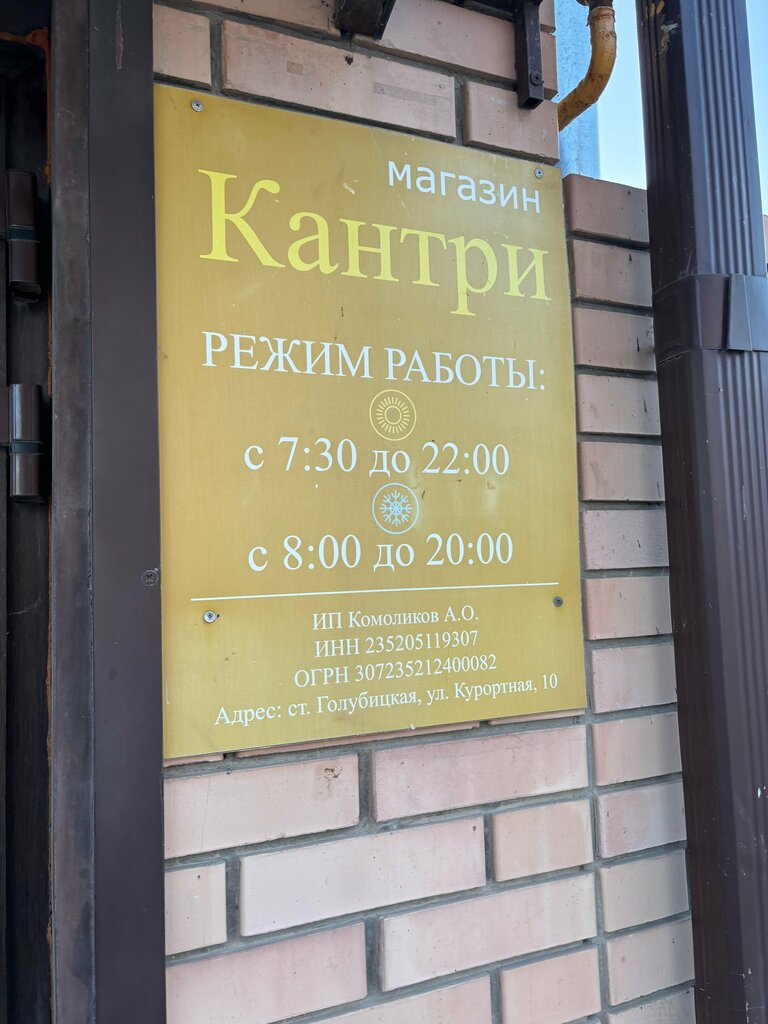 магазин
Кантри
РЕЖИМ РАБОТЫ:
с 7:30 до 22:00
с 8:00 до 20:00
ИП Комоликов А.О.
ИНН 235205119307
ОГРН 307235212400082
Адрес: ст. Голубицкая, ул. Курортная, 10